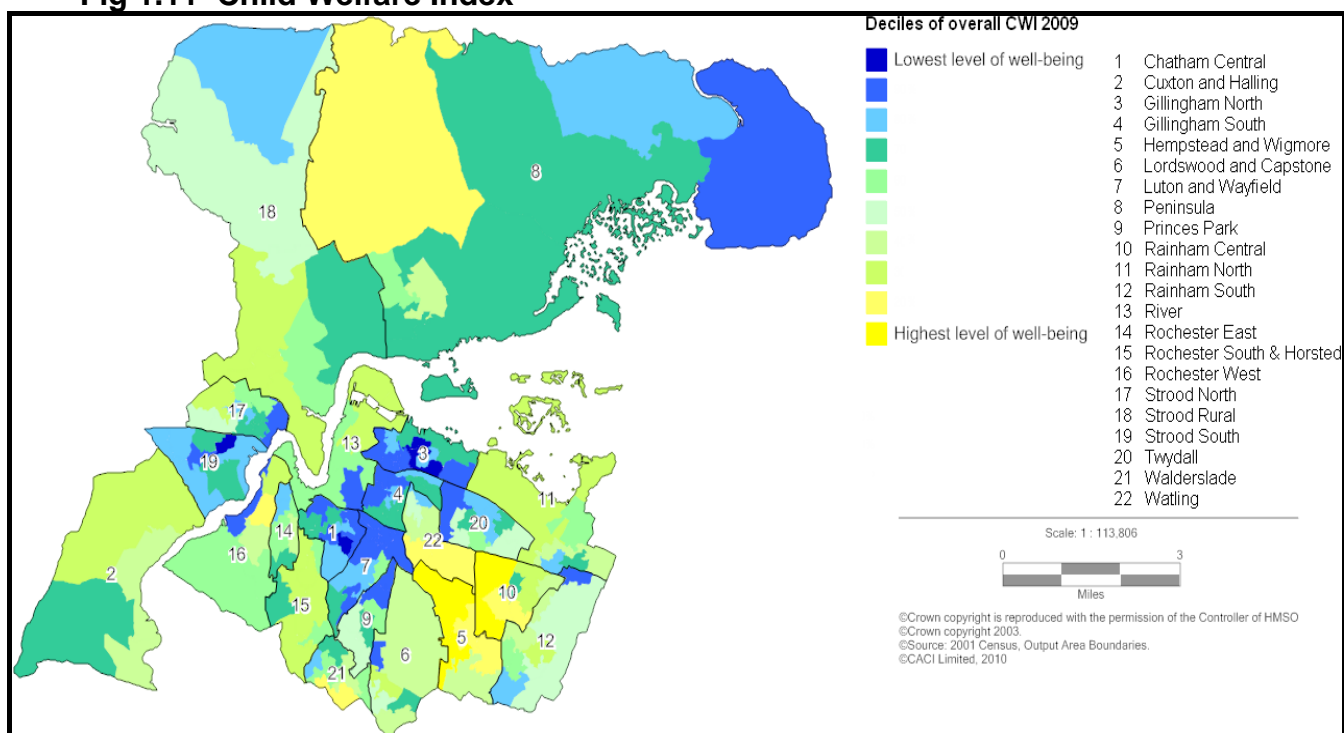 Fig 1.11 Child Welfare Index
Deciles of overall CWI 2009
Lowest level of well-being
Highest level of well-being
1 Chatham Central
2 Cuxton and Halling
3 Gillingham North
4 Gillingham South
5 Hempstead and Wigmore
6 Lordswood and Capstone
7 Luton and Wayfield
8 Peninsula
9 Princes Park
10 Rainham Central
11 Rainham North
12 Rainham South
13 River
14 Rochester East
15 Rochester South & Horsted
16 Rochester West
17 Strood North
18 Strood Rural
19 Strood South
20 Twydall
21 Walderslade
22 Watling
Scale: 1 : 113,806
0 3
Miles
©Crown copyright is reproduced with the permission of the Controller of HMSO
©Crown copyright 2003.
©Source: 2001 Census, Output Area Boundaries.
©CACI Limited, 2010
8
18
17
13
3
19
4
11
20
1
14
22
16
7
2
10
15
9
5
12
6
21